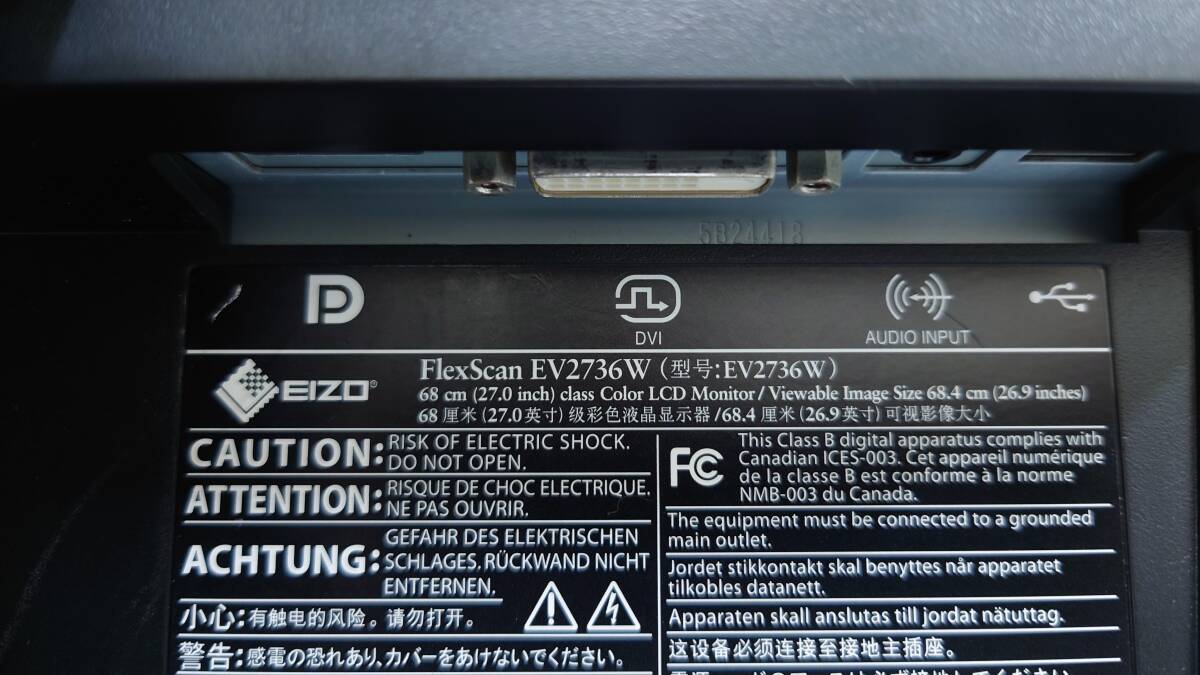 5824418
DVI
AUDIO INPUT
EIZO®
FlexScan EV2736W (型号:EV2736W)
68 cm (27.0 inch) class Color LCD Monitor / Viewable Image Size 68.4 cm (26.9 inches)
68 厘米 (27.0英寸) 级彩色液晶显示器 /68.4 厘米 (26.9英寸) 可视影像大小
CAUTION: RISK OF ELECTRIC SHOCK.
DO NOT OPEN.
ATTENTION: RISQUE DE CHOC ELECTRIQUE.
NE PAS OUVRIR.
ACHTUNG: GEFAHR DES ELEKTRISCHEN
SCHLAGES. RÜCKWAND NICHT
ENTFERNEN.
小心:有触电的风险。请勿打开。
警告:感電の恐れあり、カバーをあけないでください。
FC
This Class B digital apparatus complies with
Canadian ICES-003. Cet appareil numérique
de la classe B est conforme à la norme
NMB-003 du Canada.
The equipment must be connected to a grounded
main outlet.
Jordet stikkontakt skal benyttes når apparatet
tilkobles datanett.
Apparaten skall anslutas till jordat nätuttag.
这设备必须连接至接地主插座。